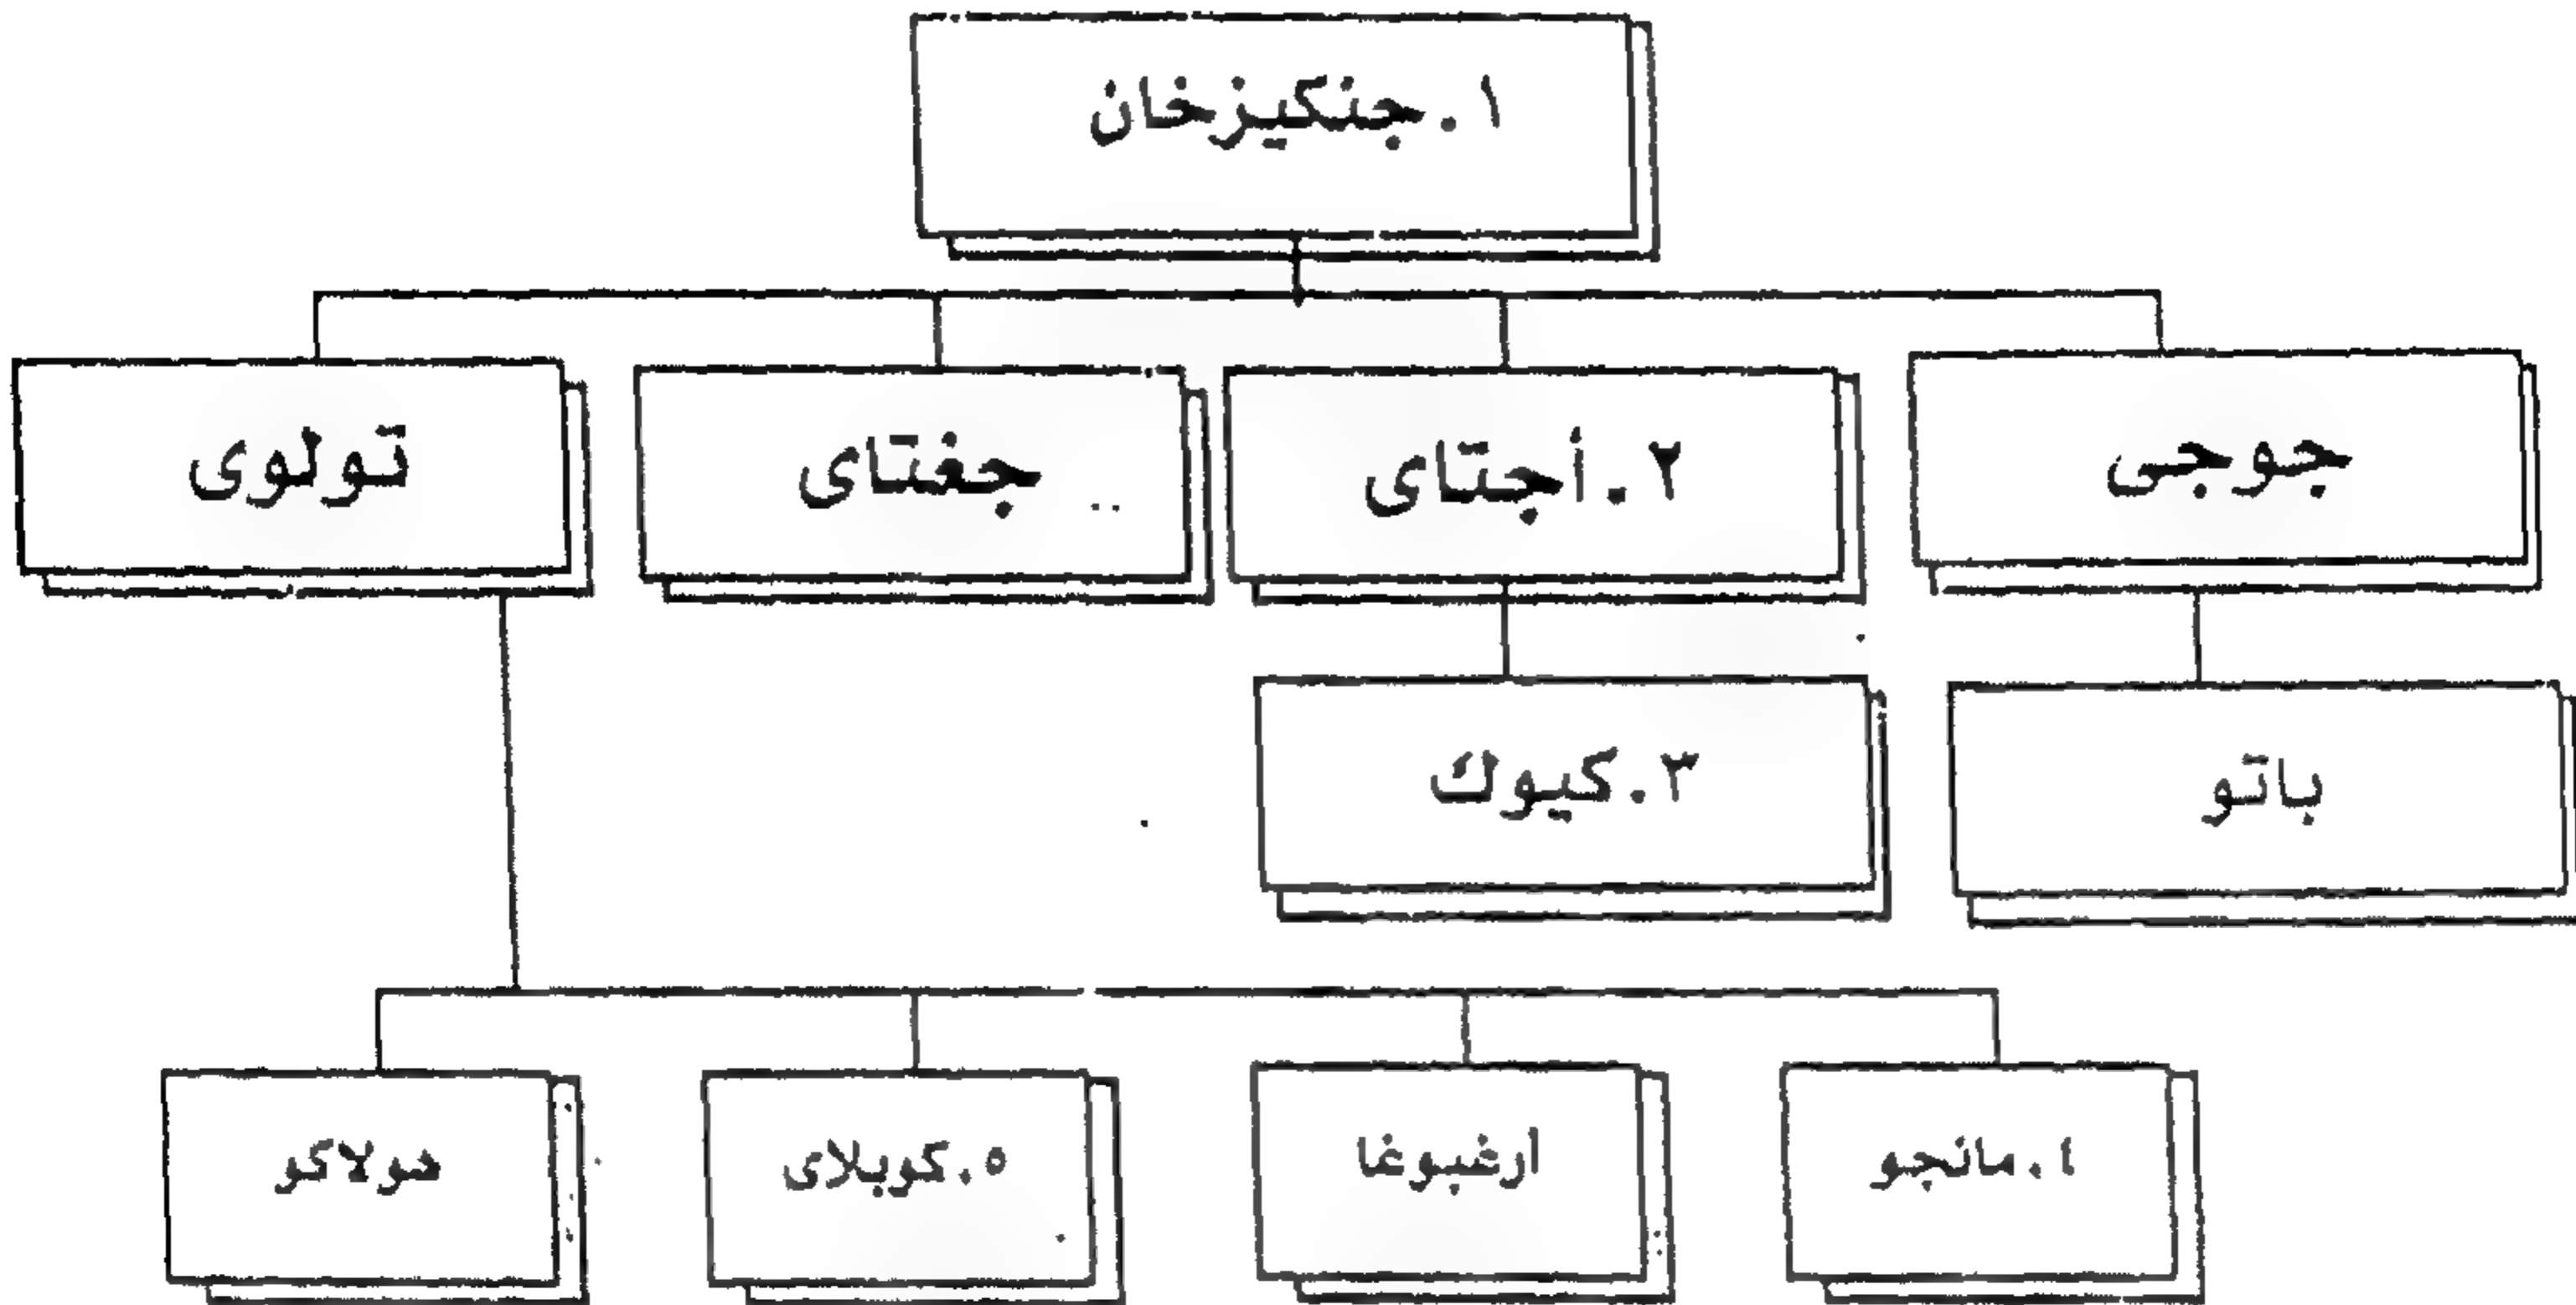 ١. جنكيزخان
جوجى
٢. أجتاى
جغتاى
تولوى
باتو
٣. كيوك
٤. مانجو
ارغبوغا
٥. كوبلاى
هولاكو